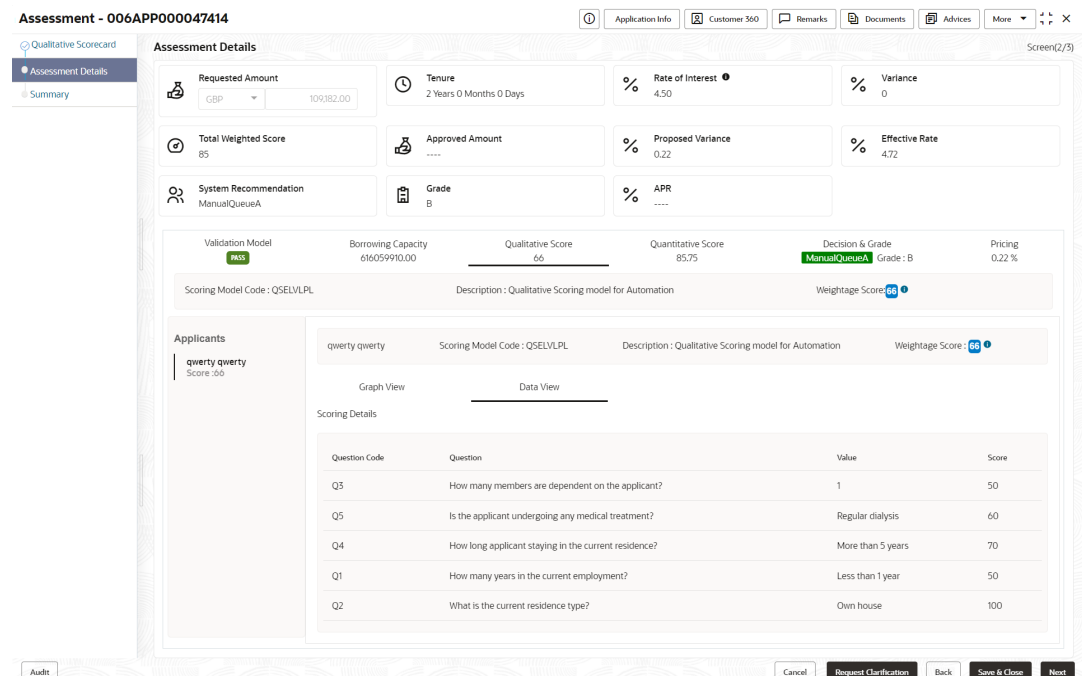 Assessment - 006APP000047414
Application Info Customer 360 Remarks Documents Advices More
Qualitative Scorecard
Assessment Details
Summary
Assessment Details Screen(2/3)
Requested Amount
GBP 109,182.00
Tenure
2 Years 0 Months 0 Days
Rate of Interest
4.50
Variance
0
Total Weighted Score
85
Approved Amount
----
Proposed Variance
0.22
Effective Rate
4.72
System Recommendation
ManualQueueA
Grade
B
APR
----
Validation Model Borrowing Capacity Qualitative Score Quantitative Score Decision & Grade Pricing
PASS 616059910.00 66 85.75 ManualQueueA Grade : B 0.22 %
Scoring Model Code : QSELVLPL Description : Qualitative Scoring model for Automation Weightage Score: 66
Applicants
qwerty qwerty
Score :66
qwerty qwerty Scoring Model Code : QSELVLPL Description : Qualitative Scoring model for Automation Weightage Score : 66
Graph View Data View
Scoring Details
Question Code Question Value Score
Q3 How many members are dependent on the applicant? 1 50
Q5 Is the applicant undergoing any medical treatment? Regular dialysis 60
Q4 How long applicant staying in the current residence? More than 5 years 70
Q1 How many years in the current employment? Less than 1 year 50
Q2 What is the current residence type? Own house 100
Audit Cancel Request Clarification Back Save & Close Next